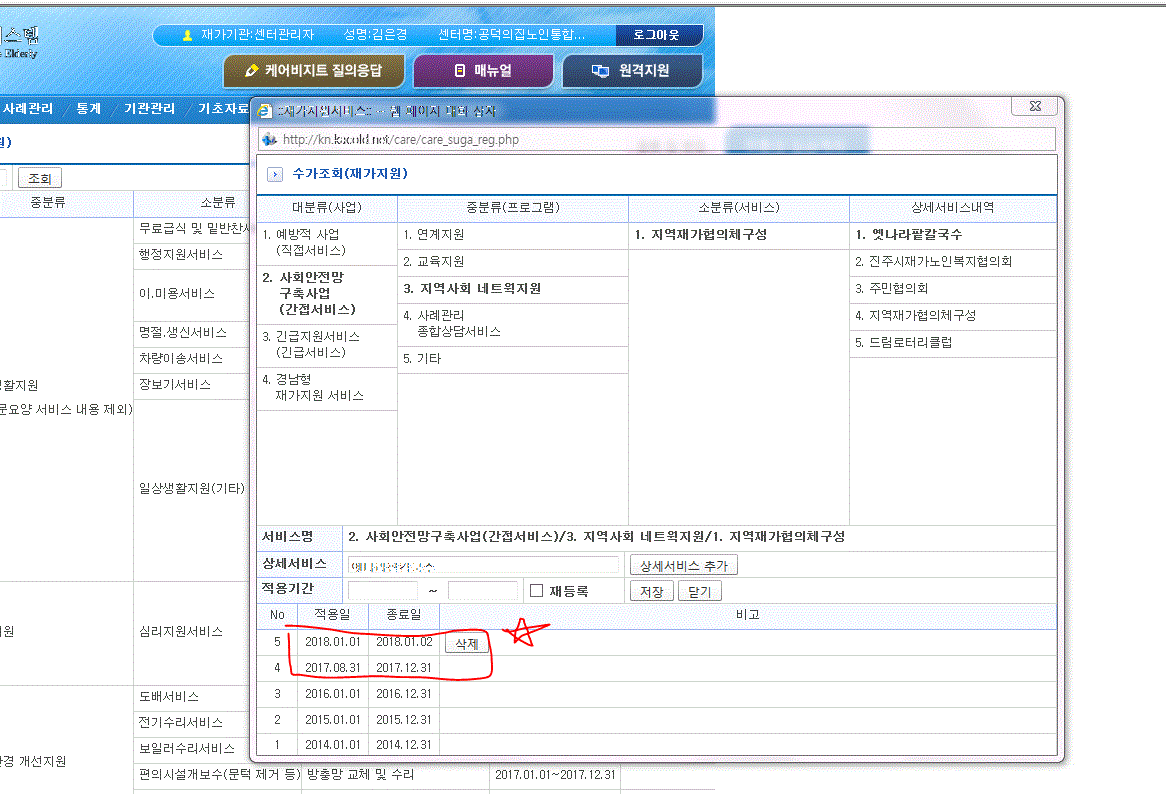 스템
Elderly
재가기관:센터관리자 성명:김은경 센터명:공덕의집노인통합... 로그아웃
케어비지트 질의응답 매뉴얼 원격지원
사례관리 통계 기관관리 기초자료
::재가지원서비스:: -- 웹 페이지 대화 상자
http://kn.kacold.net/care/care_suga_reg.php
수가조회(재가지원)
조회
중분류 소분류
대분류(사업) 중분류(프로그램) 소분류(서비스) 상세서비스내역
1. 예방적 사업
(직접서비스)
2. 사회안전망
구축사업
(간접서비스)
3. 긴급지원서비스
(긴급서비스)
4. 경남형
재가지원 서비스
1. 연계지원
2. 교육지원
3. 지역사회 네트웍지원
4. 사례관리
종합상담서비스
5. 기타
1. 지역재가협의체구성
1. 옛나라팥칼국수
2. 진주시재가노인복지협의회
3. 주민협의회
4. 지역재가협의체구성
5. 드림로터리클럽
무료급식 및 밑반찬서
행정지원서비스
이.미용서비스
명절.생신서비스
차량이송서비스
생활지원
장보기서비스
문요양 서비스 내용 제외)
일상생활지원(기타)
서비스명 2. 사회안전망구축사업(간접서비스)/3. 지역사회 네트웍지원/1. 지역재가협의체구성
상세서비스 상세서비스 추가
적용기간 ~ 재등록 저장 닫기
No 적용일 종료일 비고
5 2018.01.01 2018.01.02 삭제
4 2017.08.31 2017.12.31
3 2016.01.01 2016.12.31
2 2015.01.01 2015.12.31
1 2014.01.01 2014.12.31
원
심리지원서비스
도배서비스
전기수리서비스
보일러수리서비스
환경 개선지원
편의시설개보수(문턱 제거 등) 방충망 교체 및 수리 2017.01.01~2017.12.31